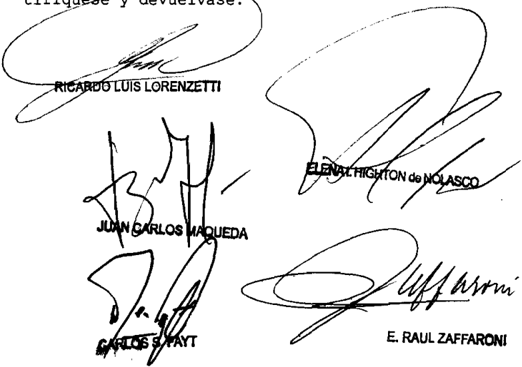 tifíquese y devuélvase.
RICARDO LUIS LORENZETTI
ELENA I. HIGHTON de NOLASCO
JUAN CARLOS MAQUEDA
CARLOS S. FAYT
Zaffaroni
E. RAUL ZAFFARONI